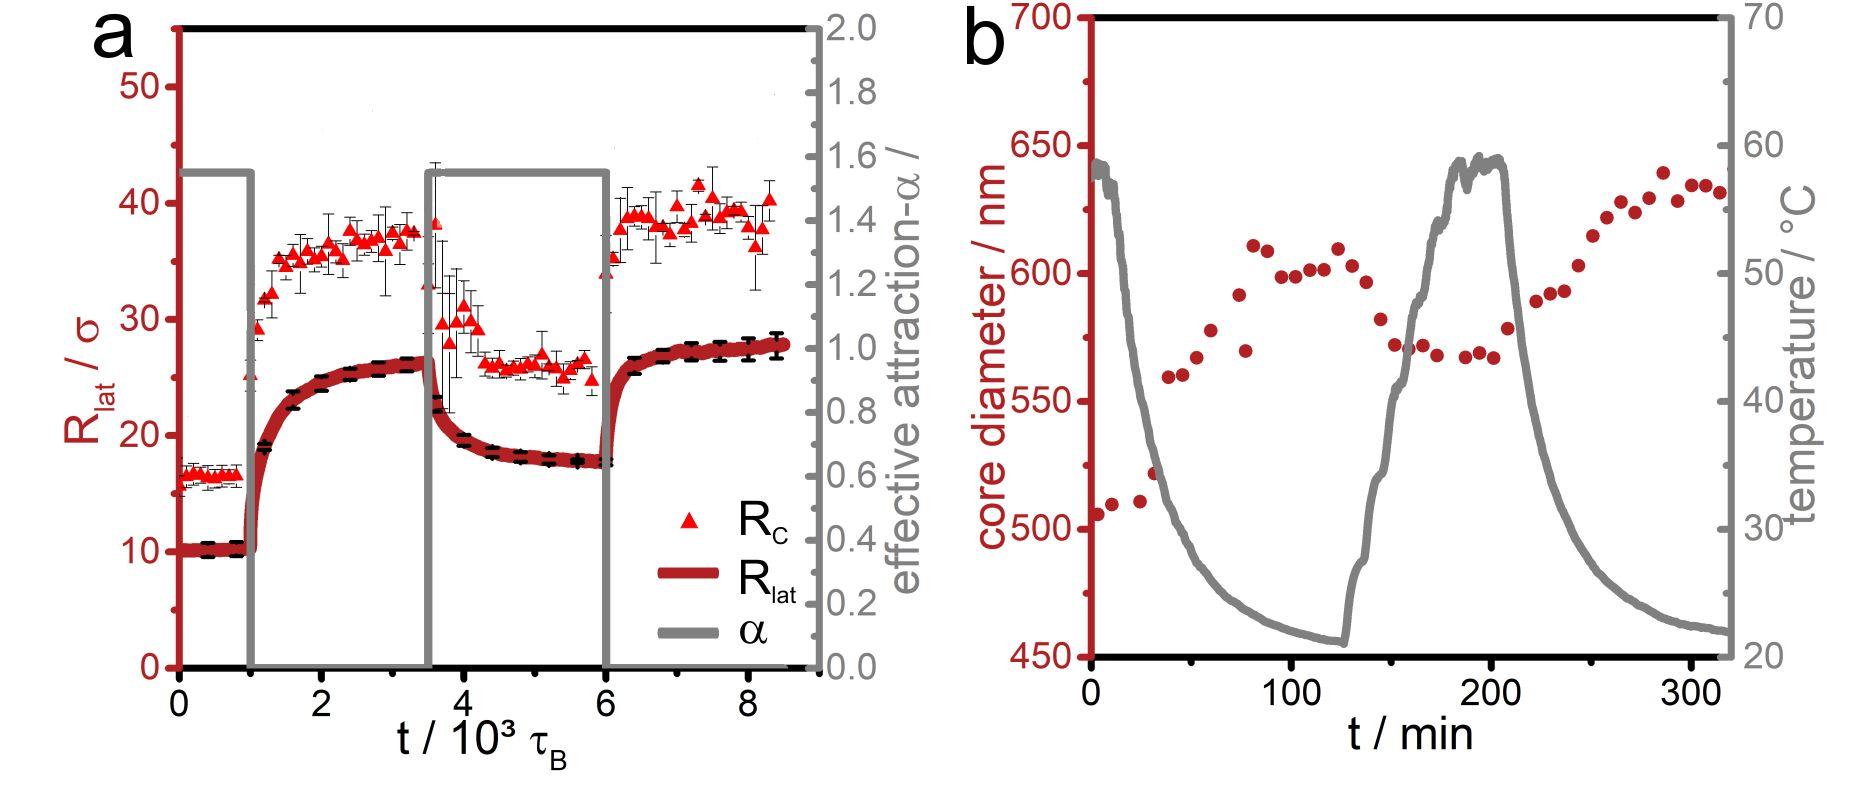 a
50
40
30
20
10
0
R_lat / σ
2.0
1.8
1.6
1.4
1.2
1.0
0.8
0.6
0.4
0.2
0.0
effective attraction-α /
R_C
R_lat
α
0 2 4 6 8
t / 10³ τ_B
b
700
650
600
550
500
450
core diameter / nm
70
60
50
40
30
20
temperature / °C
0 100 200 300
t / min